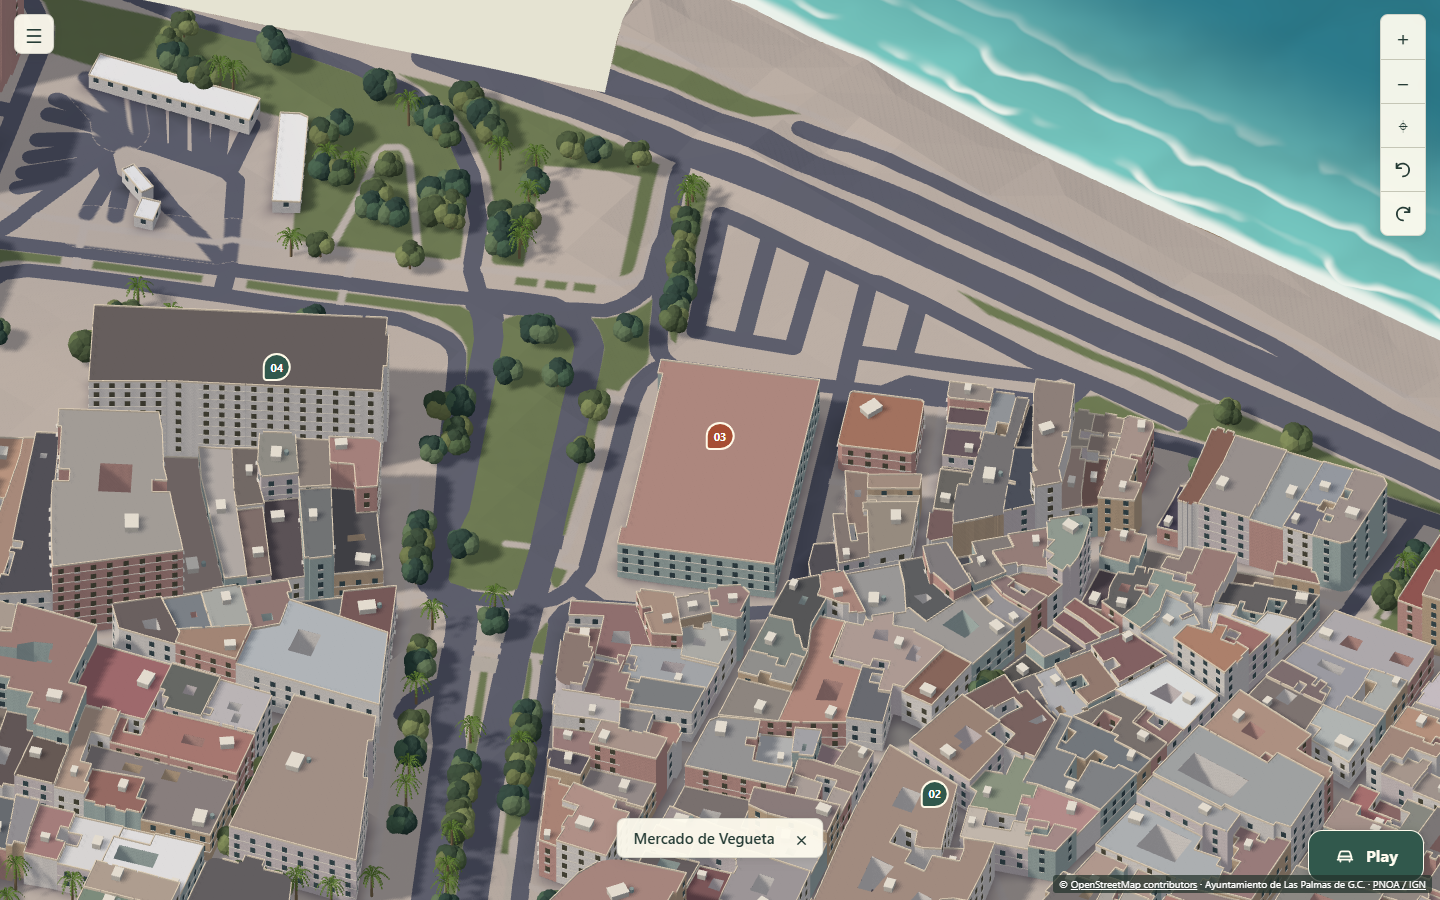 04
03
02
Mercado de Vegueta ×
Play
© OpenStreetMap contributors · Ayuntamiento de Las Palmas de G.C. · PNOA / IGN